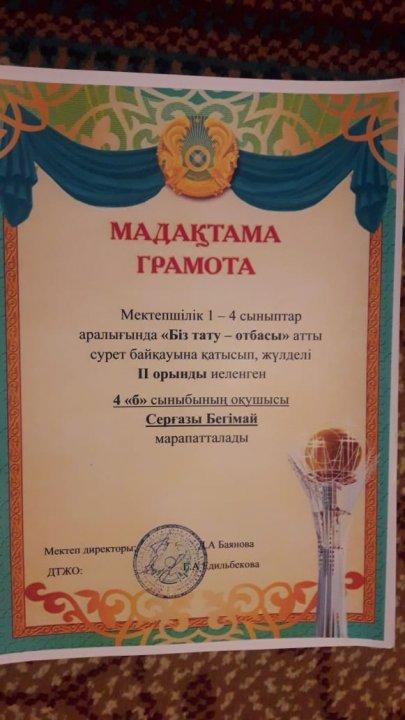 МАДАҚТАМА
ГРАМОТА
Мектепшілік 1 – 4 сыныптар
аралығында «Біз тату – отбасы» атты
сурет байқауына қатысып, жүлделі
II орынды иеленген
4 «б» сыныбының оқушысы
Серғазы Бегімай
марапатталады
Мектеп директоры: Д.А Баянова
ДТЖО: Б.А Едильбекова